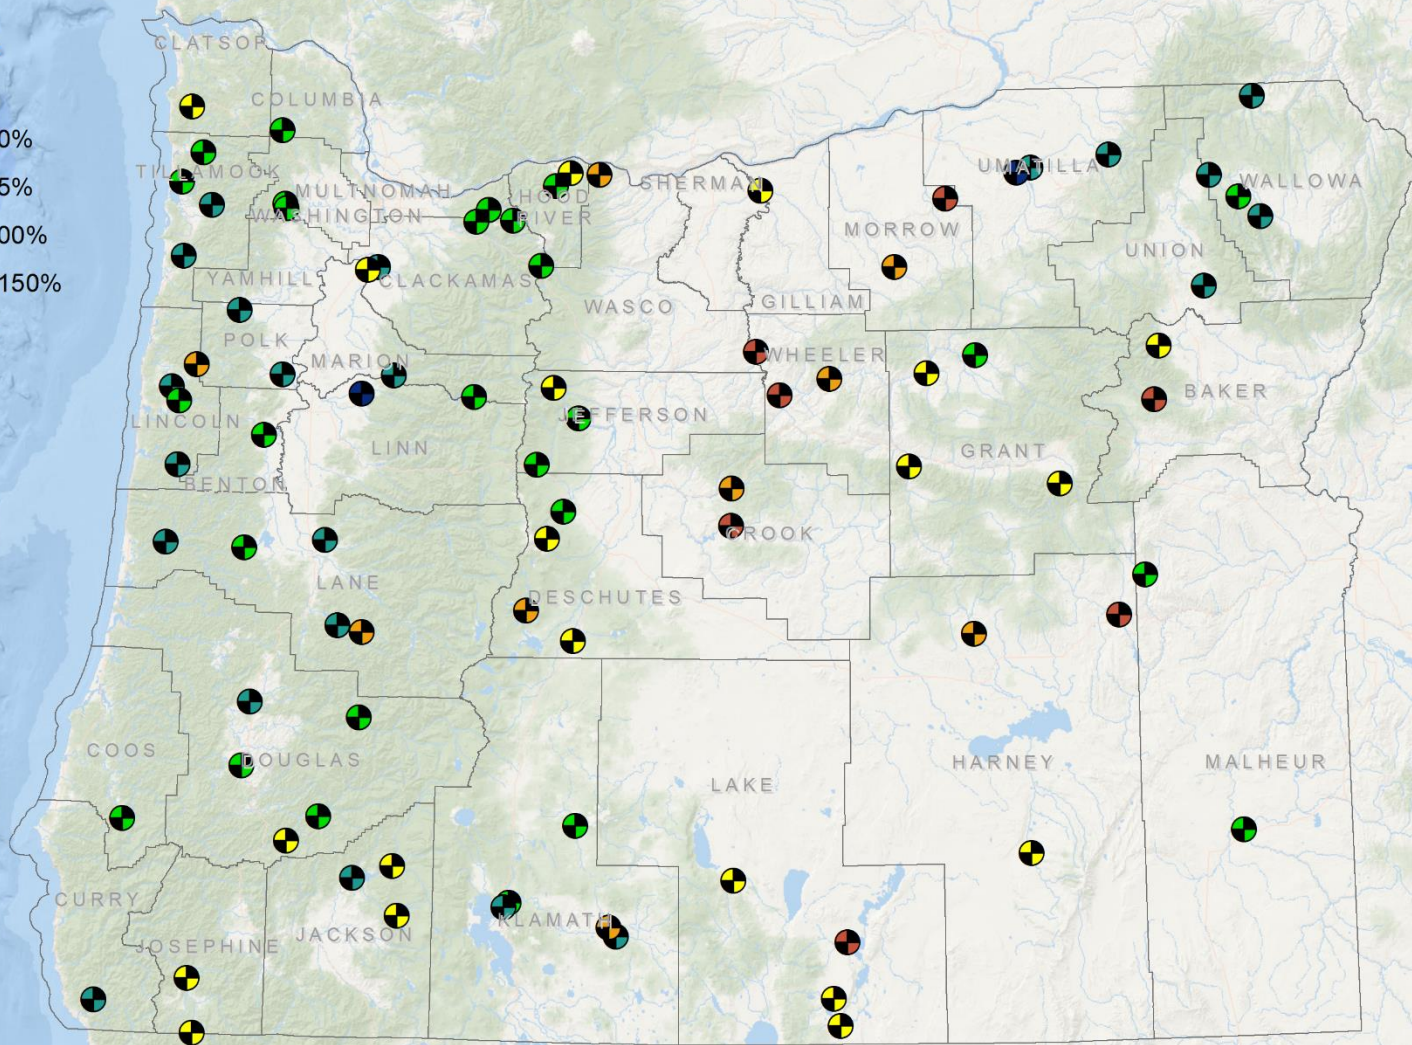 CLATSOP
COLUMBIA
0%
TILLAMOOK
UMATILLA
5%
MULTNOMAH
HOOD
RIVER
SHERMAN
WALLOWA
WASHINGTON
00%
MORROW
UNION
150%
YAMHILL
CLACKAMAS
WASCO
GILLIAM
POLK
MARION
WHEELER
BAKER
LINCOLN
JEFFERSON
LINN
GRANT
BENTON
CROOK
LANE
DESCHUTES
COOS
DOUGLAS
HARNEY
MALHEUR
LAKE
CURRY
KLAMATH
JACKSON
JOSEPHINE